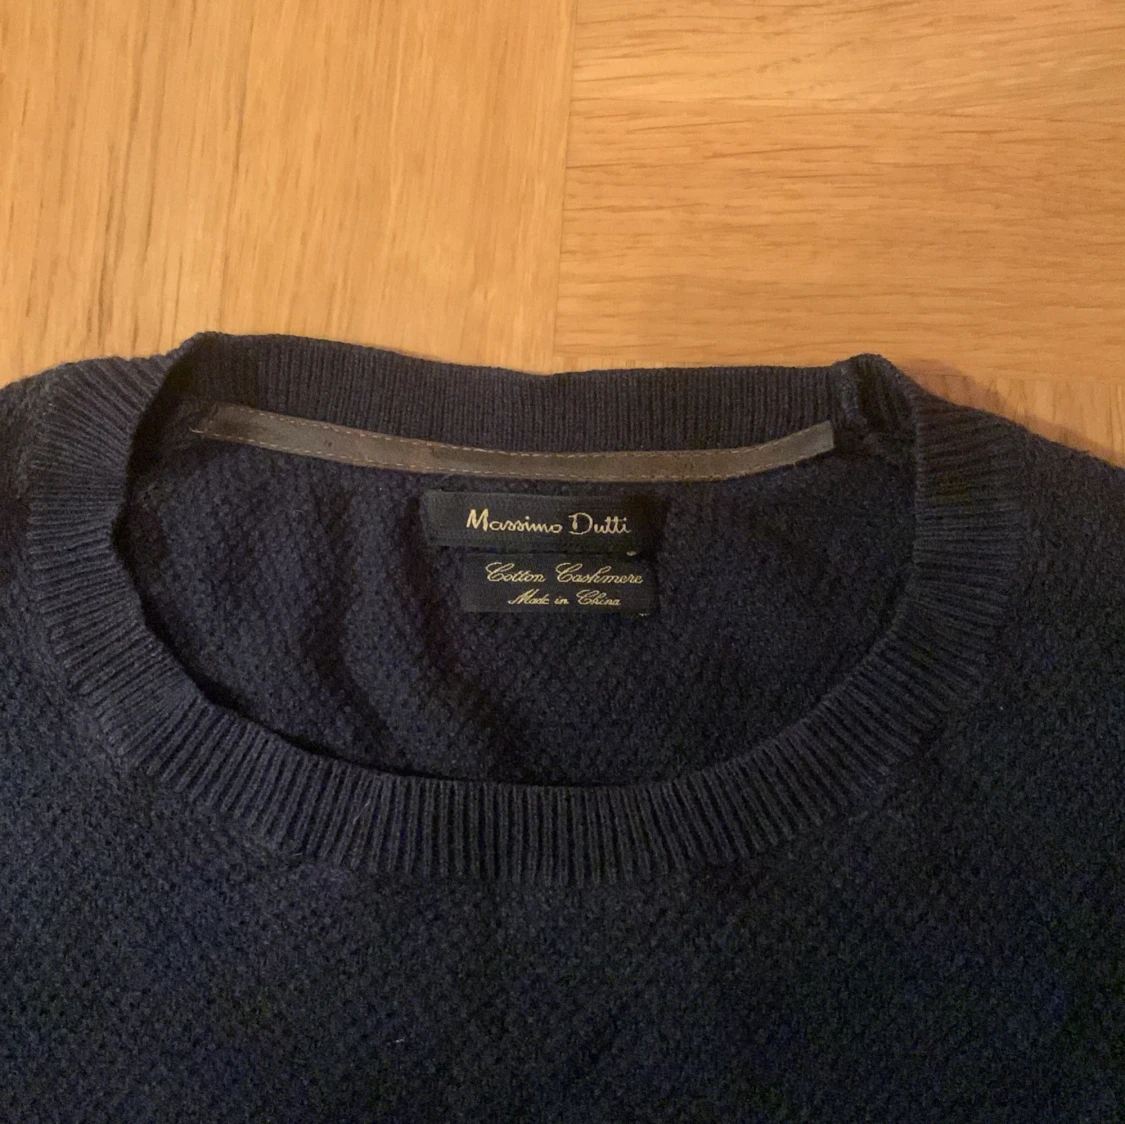 Massimo Dutti
Cotton Cashmere
Made in China